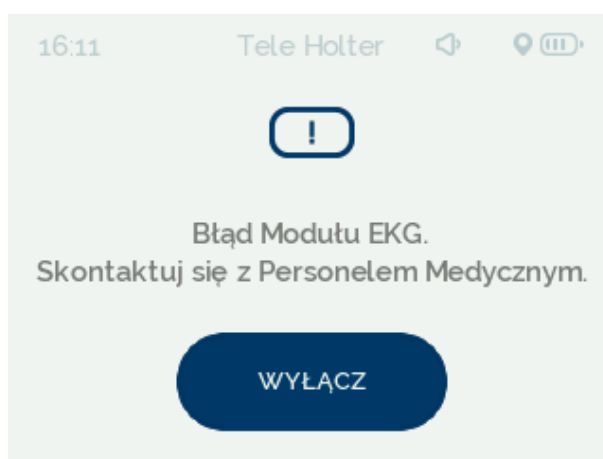 16:11 Tele Holter
!
Błąd Modułu EKG.
Skontaktuj się z Personelem Medycznym.
WYŁĄCZ